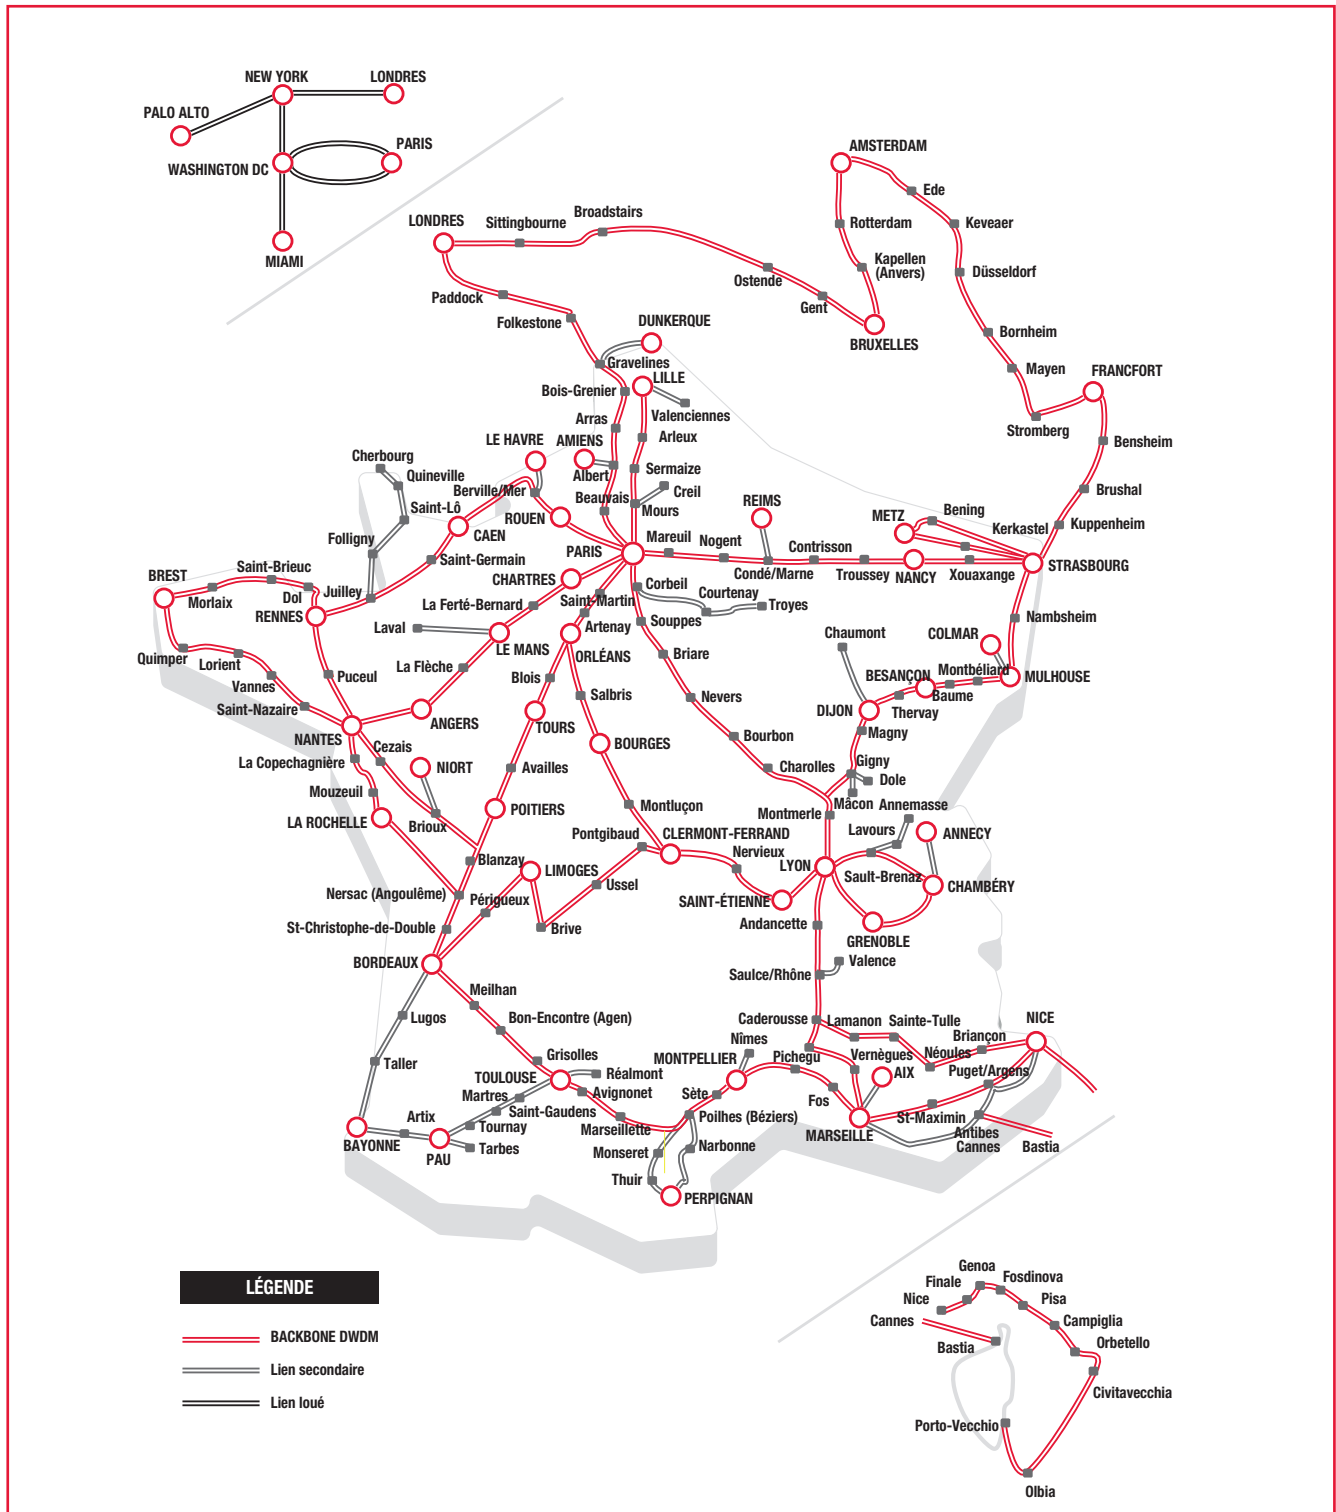 NEW YORK
LONDRES
PALO ALTO
PARIS
WASHINGTON DC
MIAMI
AMSTERDAM
Ede
Rotterdam
Keveaer
Kapellen
(Anvers)
Düsseldorf
LONDRES
Sittingbourne
Broadstairs
Ostende
Gent
BRUXELLES
Bornheim
Mayen
FRANCFORT
Stromberg
Bensheim
Brushal
Kuppenheim
Paddock
Folkestone
DUNKERQUE
Gravelines
Bois-Grenier
LILLE
Valenciennes
Arras
Arleux
LE HAVRE
AMIENS
Albert
Sermaize
Creil
Beauvais
Mours
Cherbourg
Quineville
Saint-Lô
Berville/Mer
ROUEN
CAEN
Folligny
Saint-Germain
PARIS
Mareuil
Nogent
REIMS
Condé/Marne
Contrisson
Troussey
METZ
Bening
Kerkastel
NANCY
Xouaxange
STRASBOURG
BREST
Saint-Brieuc
Morlaix
Dol
Juilley
RENNES
CHARTRES
La Ferté-Bernard
Saint-Martin
Artenay
Corbeil
Courtenay
Troyes
Souppes
Nambsheim
Laval
LE MANS
ORLÉANS
Briare
Chaumont
COLMAR
Quimper
Lorient
Vannes
Saint-Nazaire
Puceul
La Flèche
Blois
Salbris
Nevers
BESANÇON
Montbéliard
Baume
MULHOUSE
Thervay
DIJON
NANTES
ANGERS
TOURS
BOURGES
Bourbon
Magny
Cezais
La Copechagnière
NIORT
Availles
Charolles
Gigny
Dole
Mouzeuil
Mâcon
LA ROCHELLE
Brioux
POITIERS
Montluçon
Montmerle
Annemasse
Pontgibaud
CLERMONT-FERRAND
Nervieux
Lavours
ANNECY
Blanzay
LIMOGES
LYON
Sault-Brenaz
CHAMBÉRY
Nersac (Angoulême)
Périgueux
Ussel
SAINT-ÉTIENNE
St-Christophe-de-Double
Brive
Andancette
GRENOBLE
BORDEAUX
Valence
Saulce/Rhône
Meilhan
Lugos
Bon-Encontre (Agen)
Caderousse
Lamanon
Sainte-Tulle
NICE
Taller
Grisolles
Nîmes
Briançon
TOULOUSE
Réalmont
MONTPELLIER
Pichegu
Vernègues
Néoules
Martres
Avignonet
AIX
Puget/Argens
Artix
Saint-Gaudens
Sète
Fos
Tournay
Marseillette
Poilhes (Béziers)
St-Maximin
BAYONNE
PAU
Tarbes
Monseret
Narbonne
MARSEILLE
Antibes
Cannes
Bastia
Thuir
PERPIGNAN
LÉGENDE
BACKBONE DWDM
Lien secondaire
Lien loué
Genoa
Finale
Fosdinova
Nice
Pisa
Cannes
Campiglia
Bastia
Orbetello
Civitavecchia
Porto-Vecchio
Olbia